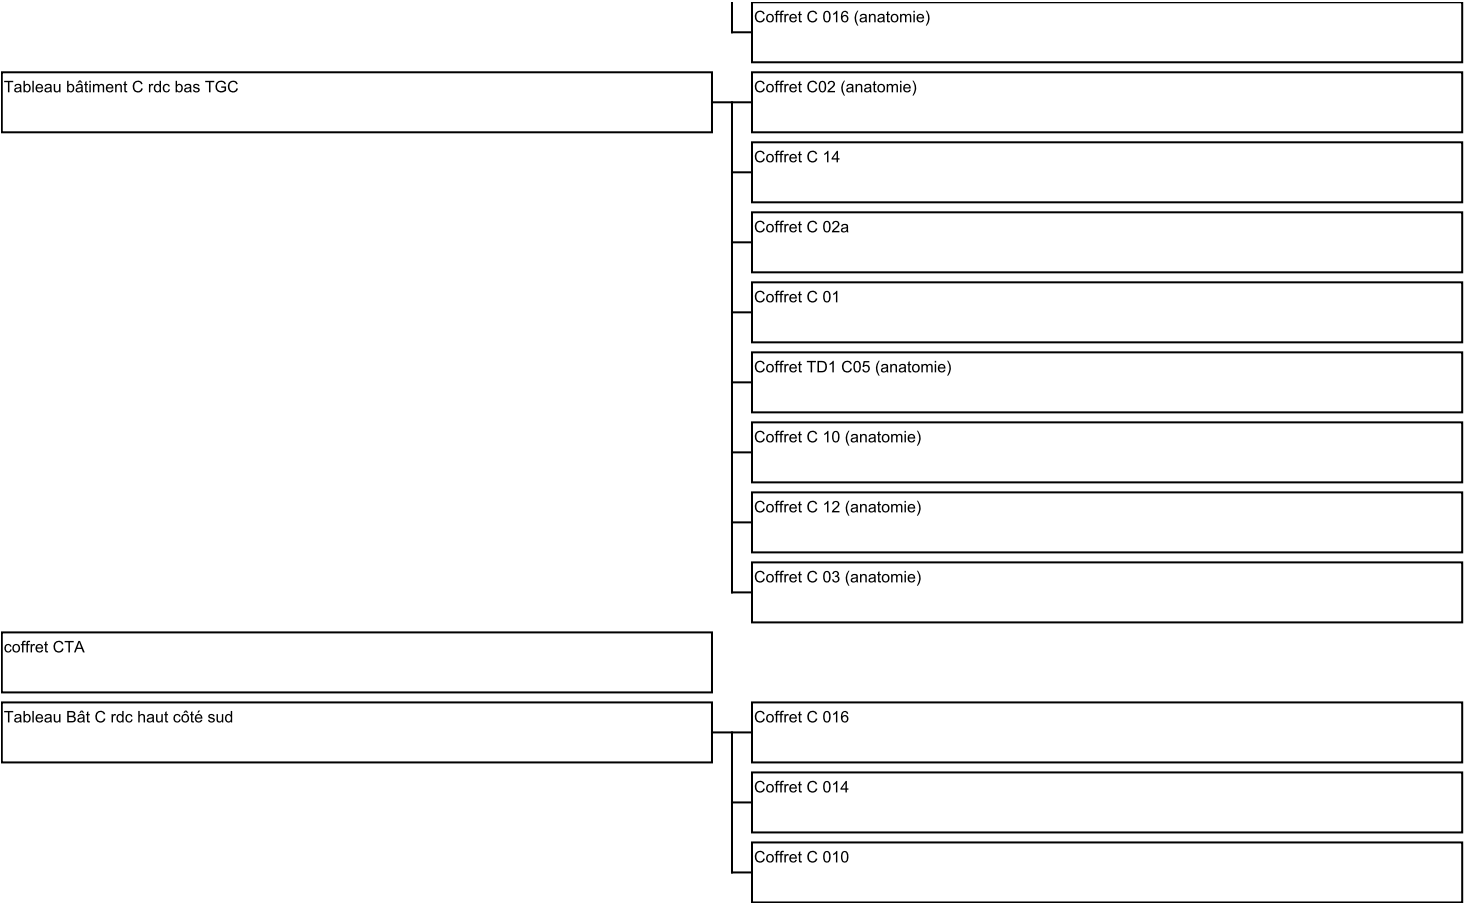 Coffret C 016 (anatomie)
Tableau bâtiment C rdc bas TGC
Coffret C02 (anatomie)
Coffret C 14
Coffret C 02a
Coffret C 01
Coffret TD1 C05 (anatomie)
Coffret C 10 (anatomie)
Coffret C 12 (anatomie)
Coffret C 03 (anatomie)
coffret CTA
Tableau Bât C rdc haut côté sud
Coffret C 016
Coffret C 014
Coffret C 010